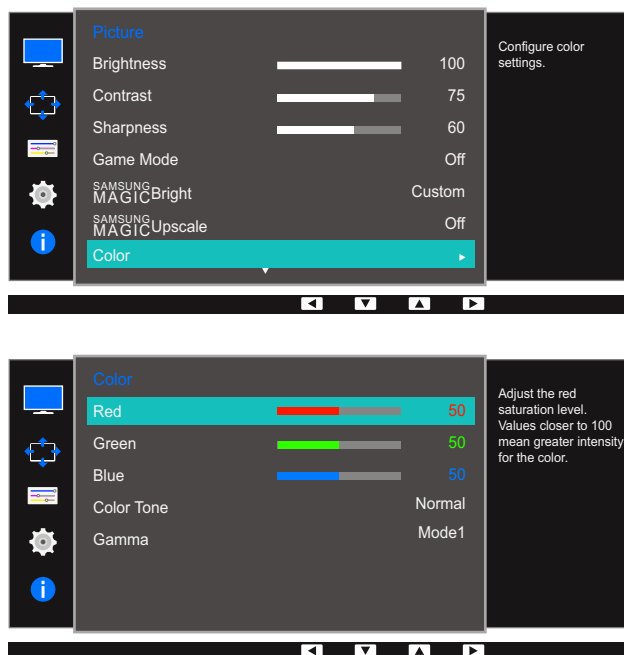 Picture
Brightness 100
Contrast 75
Sharpness 60
Game Mode Off
SAMSUNG
MAGICBright Custom
SAMSUNG
MAGICUpscale Off
Color
Configure color
settings.
Color
Red 50
Green 50
Blue 50
Color Tone Normal
Gamma Mode1
Adjust the red
saturation level.
Values closer to 100
mean greater intensity
for the color.